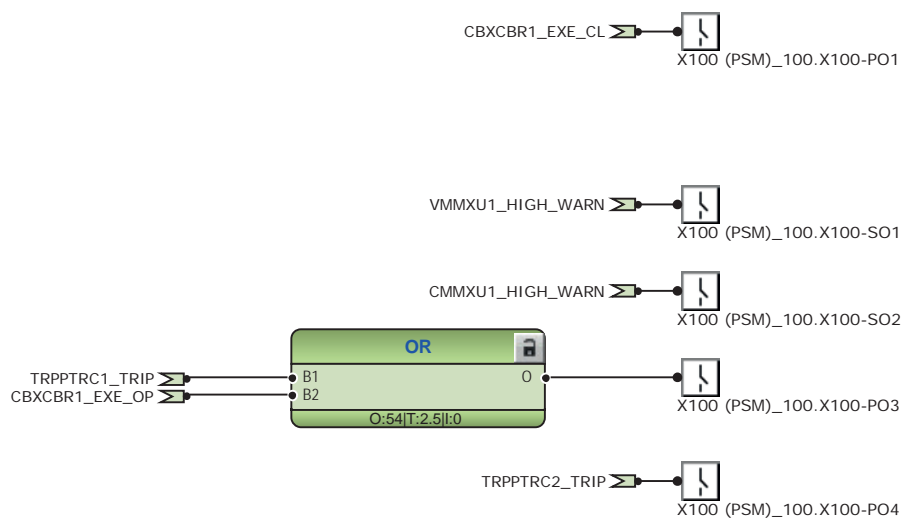 CBXCBR1_EXE_CL
X100 (PSM)_100.X100-PO1
VMMXU1_HIGH_WARN
X100 (PSM)_100.X100-SO1
CMMXU1_HIGH_WARN
X100 (PSM)_100.X100-SO2
OR
TRPPTRC1_TRIP
B1
O
CBXCBR1_EXE_OP
B2
X100 (PSM)_100.X100-PO3
O:54|T:2.5|I:0
TRPPTRC2_TRIP
X100 (PSM)_100.X100-PO4